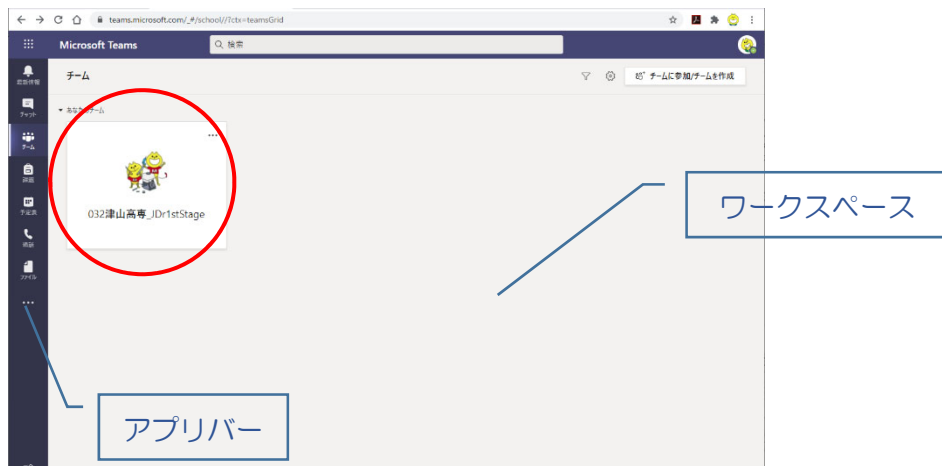 teams.microsoft.com/_#/school//?ctx=teamsGrid
Microsoft Teams
検索
最新情報
チーム
チームに参加/チームを作成
チャット
あなたのチーム
チーム
課題
032津山高専_JDr1stStage
予定表
通話
ファイル
ワークスペース
アプリバー